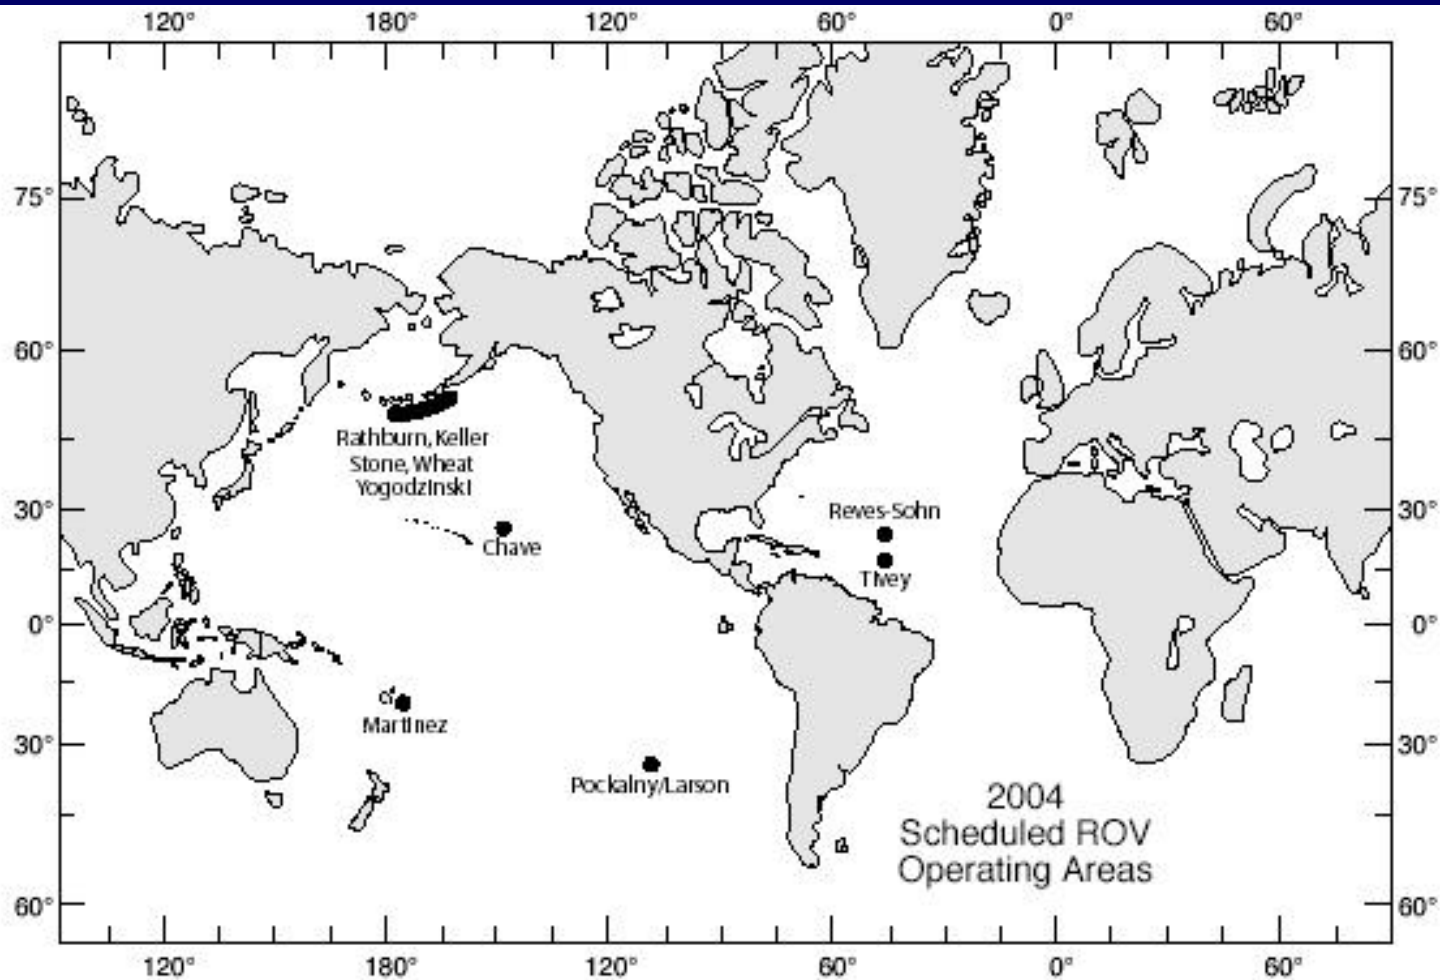 120° 180° 120° 60° 0° 60°
75° 75°
60° 60°
Rathburn, Keller
Stone, Wheat
Yogodzinski
30° 30°
Reves-Sohn
Chave
Tivey
0° 0°
Martinez
30° 30°
Pockalny/Larson
2004
Scheduled ROV
Operating Areas
60° 60°
120° 180° 120° 60° 0° 60°